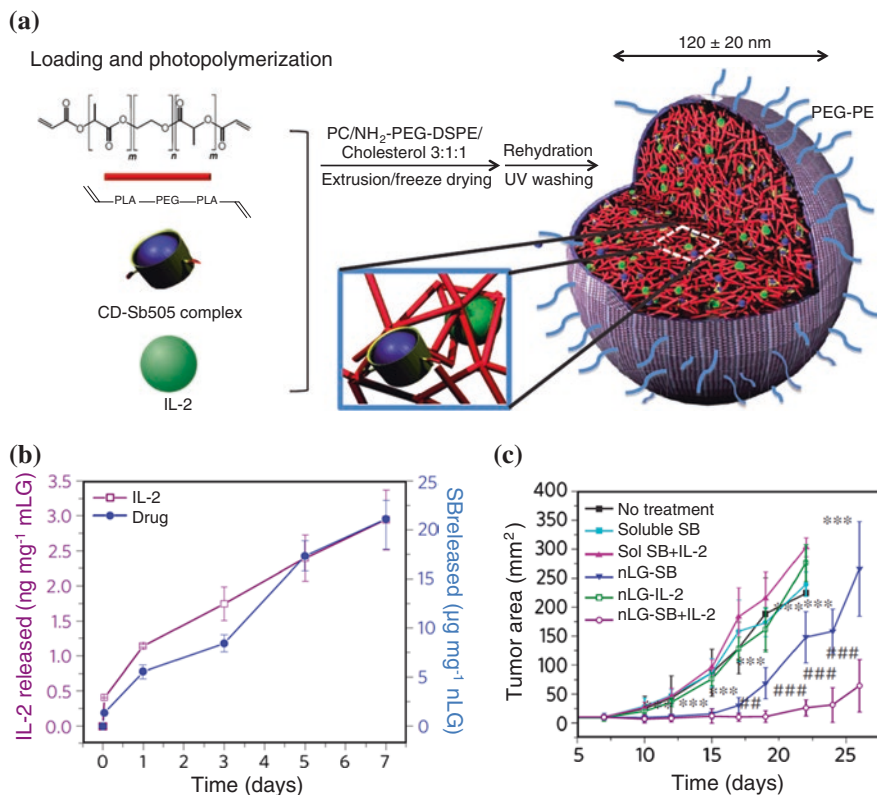 (a)
Loading and photopolymerization
O
O
O
O
O
O
O
O
O
m
n
m
PLA PEG PLA
CD-Sb505 complex
IL-2
PC/NH2-PEG-DSPE/
Cholesterol 3:1:1
Extrusion/freeze drying
Rehydration
UV washing
120 ± 20 nm
PEG-PE
(b)
IL-2 released (ng mg⁻¹ mLG)
3.5
3.0
2.5
2.0
1.5
1.0
0.5
0.0
IL-2
Drug
25
20
15
10
5
0
SBreleased (µg mg⁻¹ nLG)
0 1 2 3 4 5 6 7
Time (days)
(c)
Tumor area (mm²)
400
350
300
250
200
150
100
50
0
No treatment
Soluble SB
Sol SB+IL-2
nLG-SB
nLG-IL-2
nLG-SB+IL-2
***
*** ***
***
*** ***
***
##
###
###
###
5 10 15 20 25
Time (days)